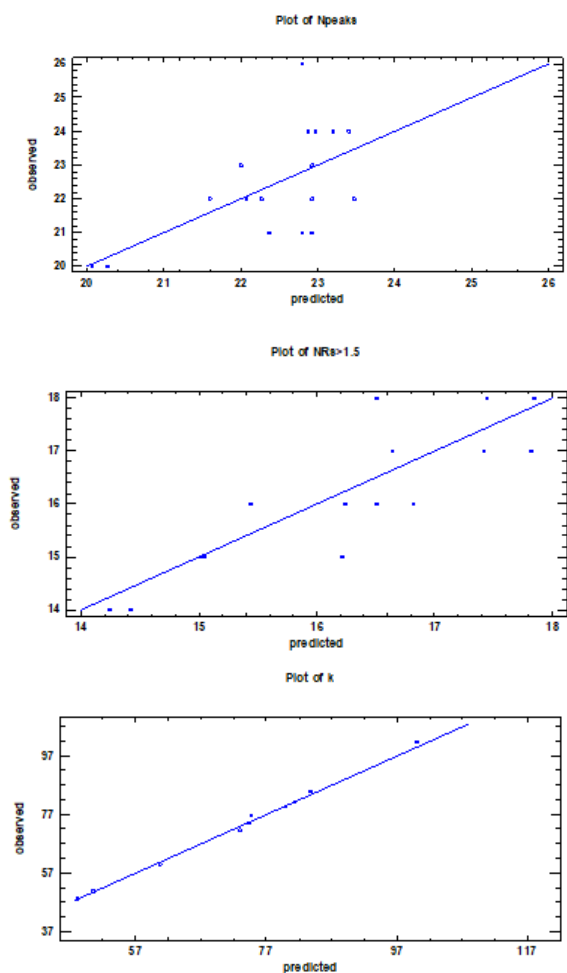 Plot of Npeaks
26
25
24
23
22
21
20
observed
20 21 22 23 24 25 26
predicted
Plot of NRs>1.5
18
17
16
15
14
observed
14 15 16 17 18
predicted
Plot of k
97
77
57
37
observed
57 77 97 117
predicted